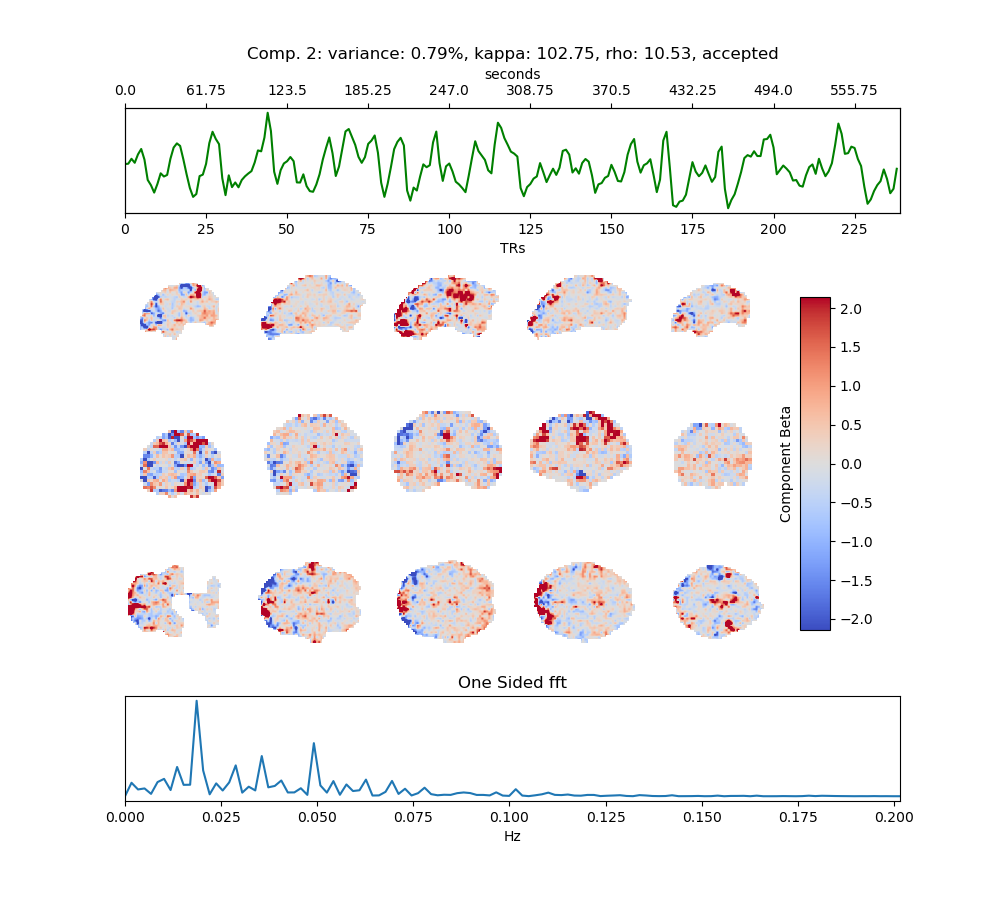 Comp. 2: variance: 0.79%, kappa: 102.75, rho: 10.53, accepted
seconds
0.0 61.75 123.5 185.25 247.0 308.75 370.5 432.25 494.0 555.75
0 25 50 75 100 125 150 175 200 225
TRs
2.0
1.5
1.0
0.5
0.0
−0.5
−1.0
−1.5
−2.0
Component Beta
One Sided fft
0.000 0.025 0.050 0.075 0.100 0.125 0.150 0.175 0.200
Hz